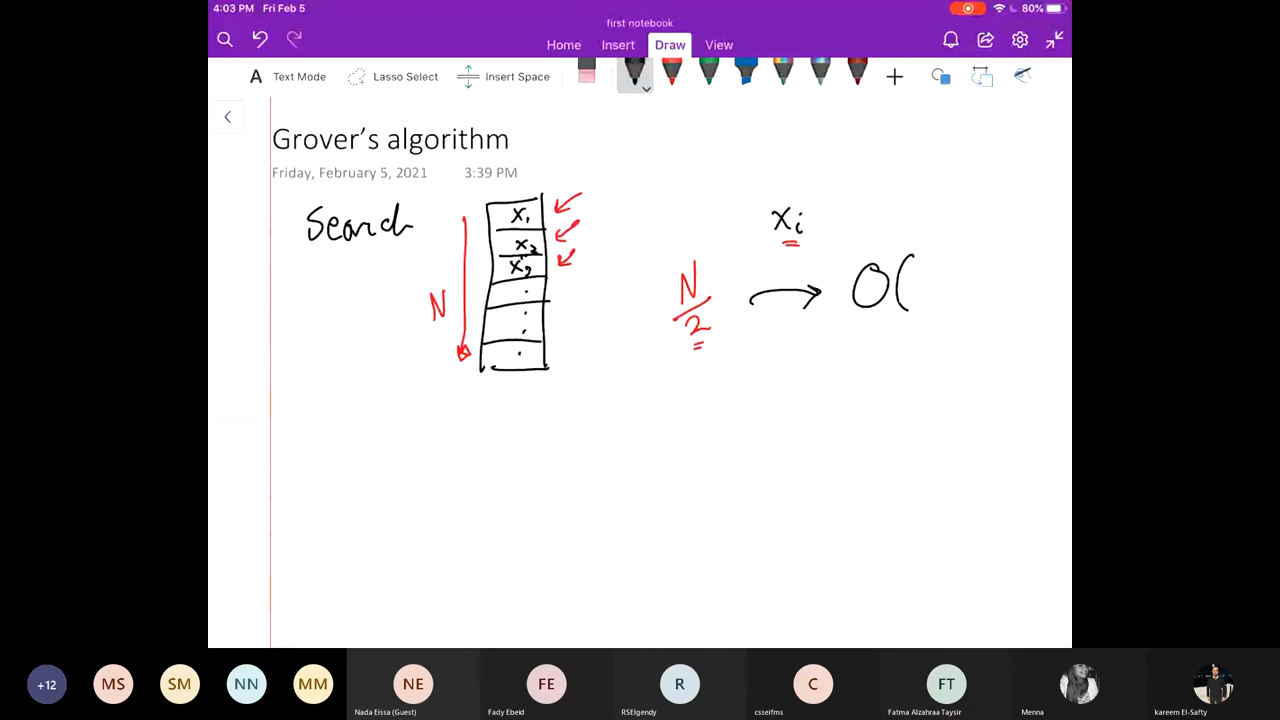 4:03 PM Fri Feb 5
80%
first notebook
Home Insert Draw View
A Text Mode Lasso Select Insert Space
Grover's algorithm
Friday, February 5, 2021 3:39 PM
Search
x₁
x₂
x₃
N
xᵢ
N/2 → O(
+12 MS SM NN MM NE FE R C FT
Nada Eissa (Guest) Fady Ebeid RSElgendy csseifms Fatma Alzahraa Taysir Menna kareem El-Safty